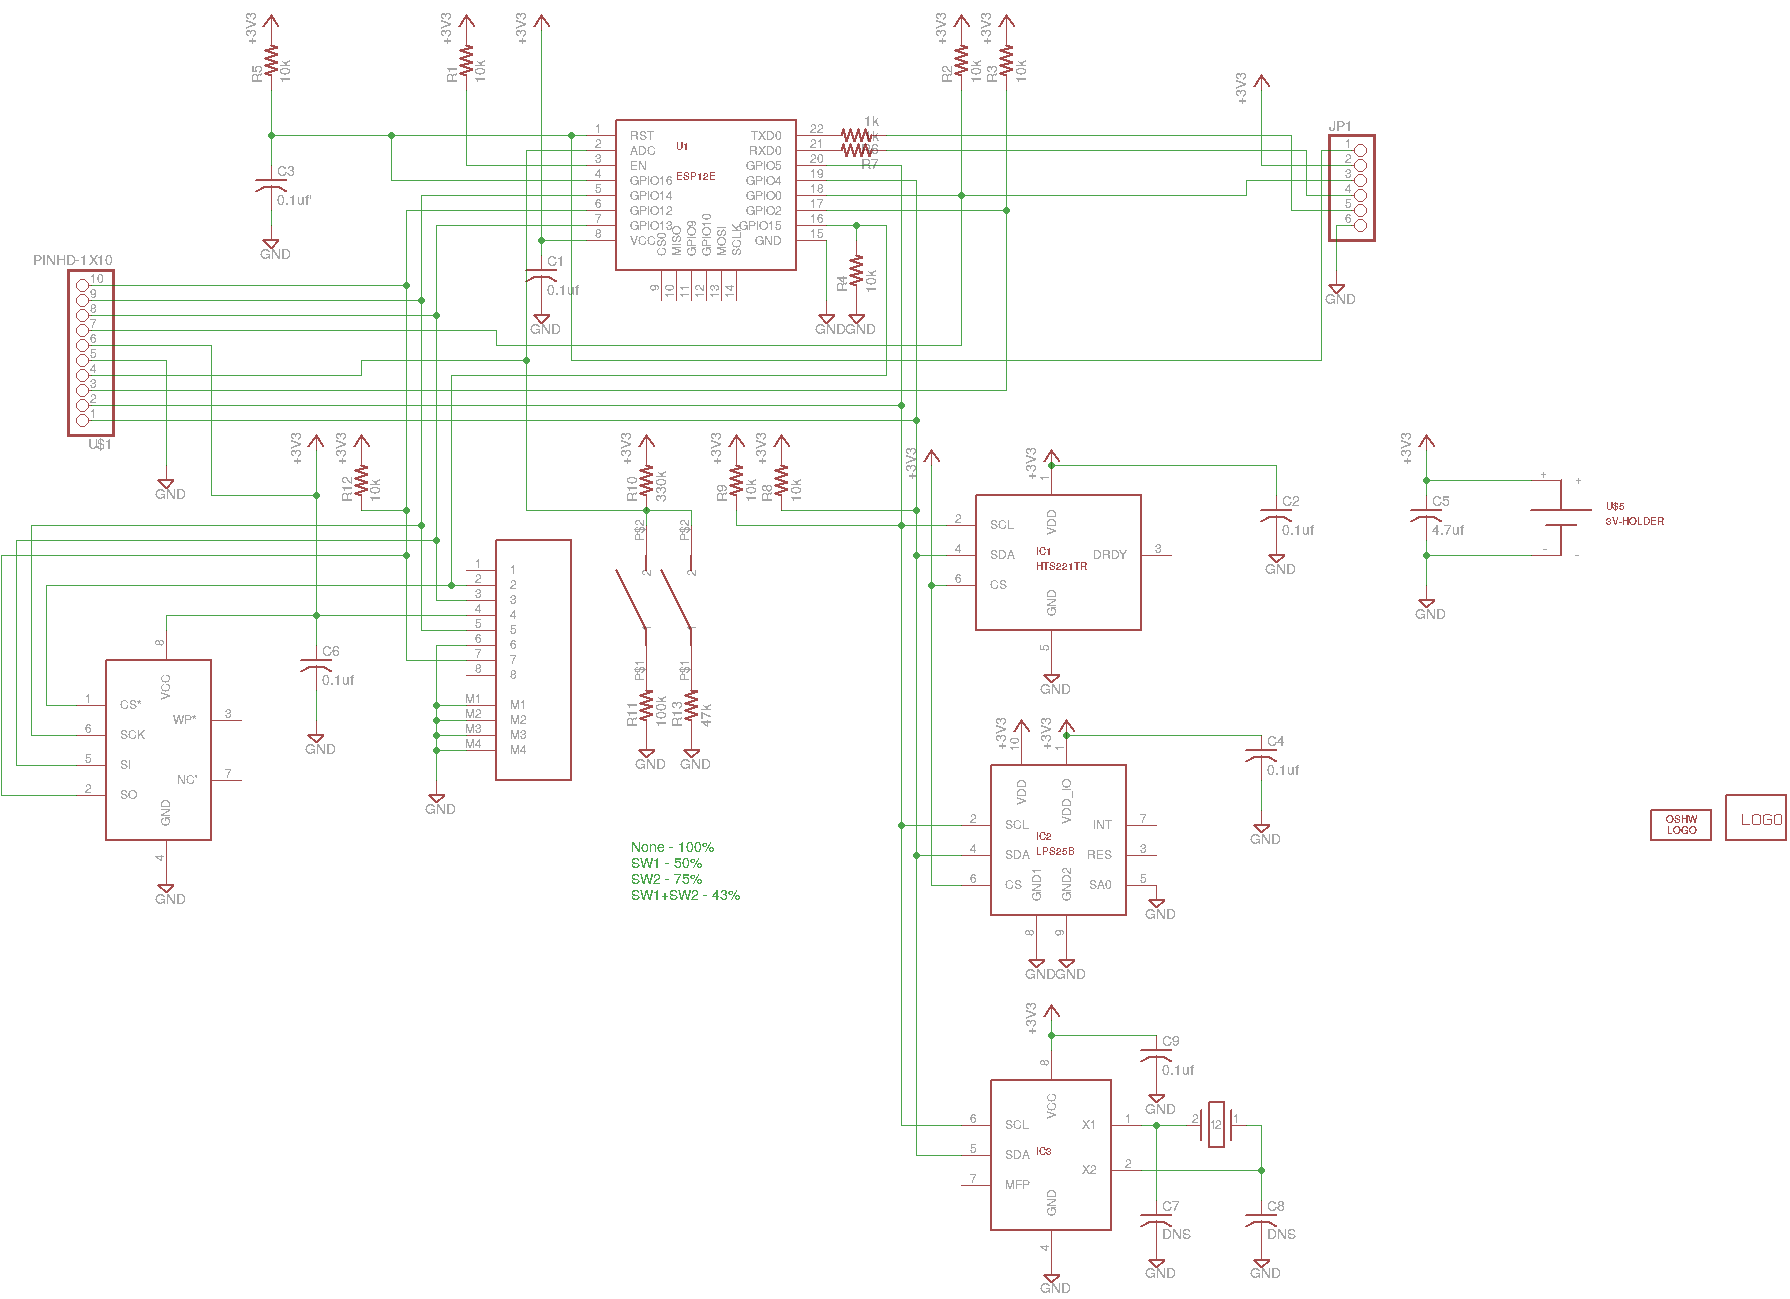 +3V3
R5
10k
+3V3
R1
10k
+3V3
+3V3
R2
10k
+3V3
R3
10k
+3V3
C3
0.1uf
GND
1 RST
2 ADC
3 EN
4 GPIO16
5 GPIO14
6 GPIO12
7 GPIO13
8 VCC
U1
ESP12E
TXD0 22
RXD0 21
GPIO5 20
GPIO4 19
GPIO0 18
GPIO2 17
GPIO15 16
GND 15
CS0
MISO
GPIO9
GPIO10
MOSI
SCLK
9
10
11
12
13
14
1k
R7
R4
10k
GND
GND
C1
0.1uf
GND
JP1
1
2
3
4
5
6
GND
PINHD-1X10
10
9
8
7
6
5
4
3
2
1
U$1
GND
+3V3
+3V3
R12
10k
+3V3
R10
330k
+3V3
R9
10k
+3V3
R8
10k
+3V3
P$2
P$2
2
2
1
1
P$1
P$1
R11
100k
R13
47k
GND
GND
1 1
2 2
3 3
4 4
5 5
6 6
7 7
8 8
M1 M1
M2 M2
M3 M3
M4 M4
GND
8
VCC
1 CS*
6 SCK
5 SI
2 SO
WP* 3
NC* 7
GND
4
GND
C6
0.1uf
GND
None - 100%
SW1 - 50%
SW2 - 75%
SW1+SW2 - 43%
+3V3
1
VDD
2 SCL
4 SDA
6 CS
IC1
HTS221TR
DRDY 3
GND
5
GND
C2
0.1uf
GND
+3V3
C5
4.7uf
GND
+
+
-
-
U$5
3V-HOLDER
+3V3
10
+3V3
1
VDD
VDD_IO
2 SCL
4 SDA
6 CS
IC2
LPS25B
INT 7
RES 3
SA0 5
GND1
GND2
8
9
GND
GND
GND
C4
0.1uf
GND
OSHW
LOGO
LOGO
+3V3
8
VCC
C9
0.1uf
GND
6 SCL
5 SDA
7 MFP
IC3
X1 1
X2 2
GND
4
GND
2
12
1
C7
DNS
GND
C8
DNS
GND